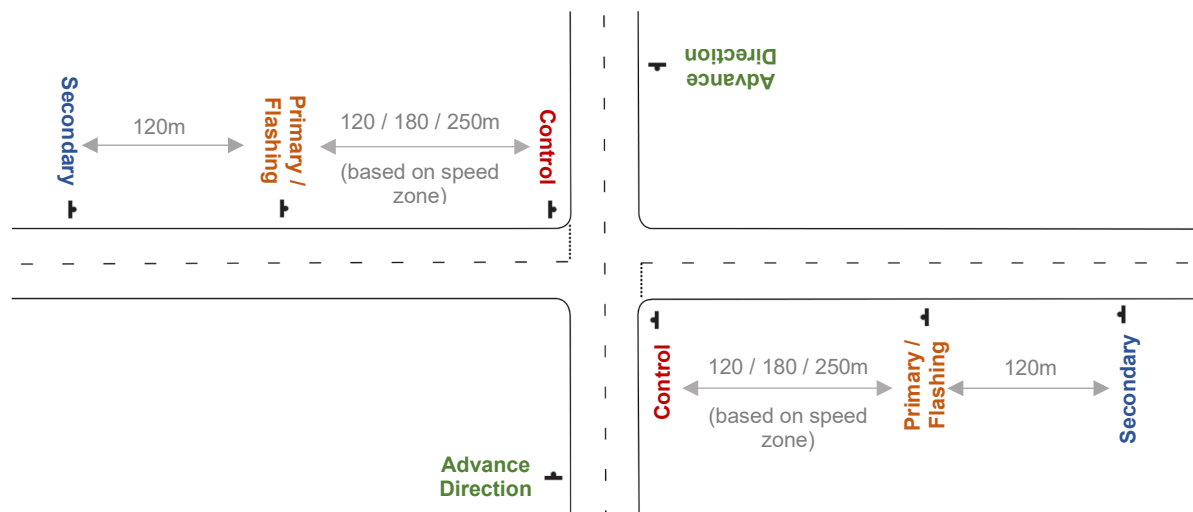 Advance
Direction
Secondary
120m
Primary /
Flashing
120 / 180 / 250m
(based on speed
zone)
Control
Control
120 / 180 / 250m
(based on speed
zone)
Primary /
Flashing
120m
Secondary
Advance
Direction